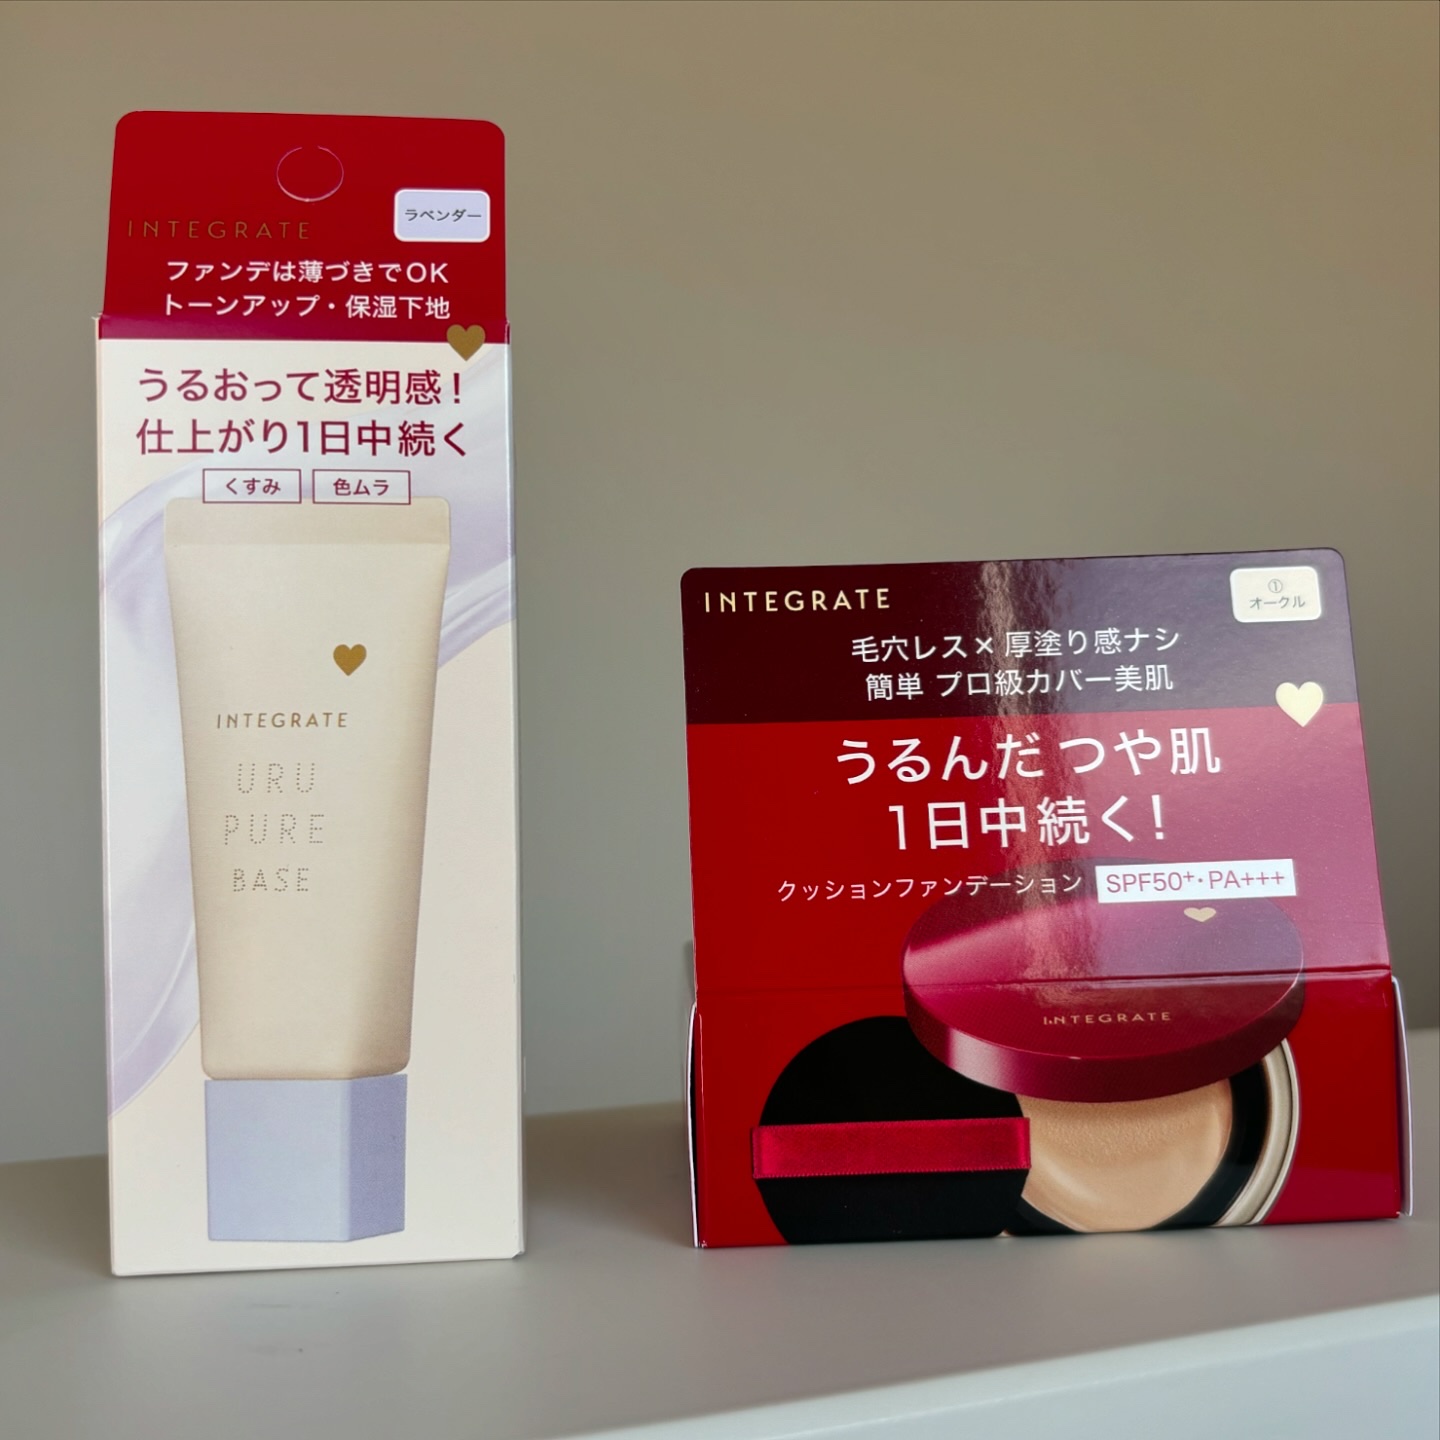 INTEGRATE
ラベンダー
ファンデは薄づきでOK
トーンアップ・保湿下地
うるおって透明感!
仕上がり1日中続く
くすみ
色ムラ
INTEGRATE
URU
PURE
BASE
INTEGRATE
①
オークル
毛穴レス×厚塗り感ナシ
簡単 プロ級カバー美肌
うるんだつや肌
1日中続く!
クッションファンデーション SPF50+・PA+++
INTEGRATE